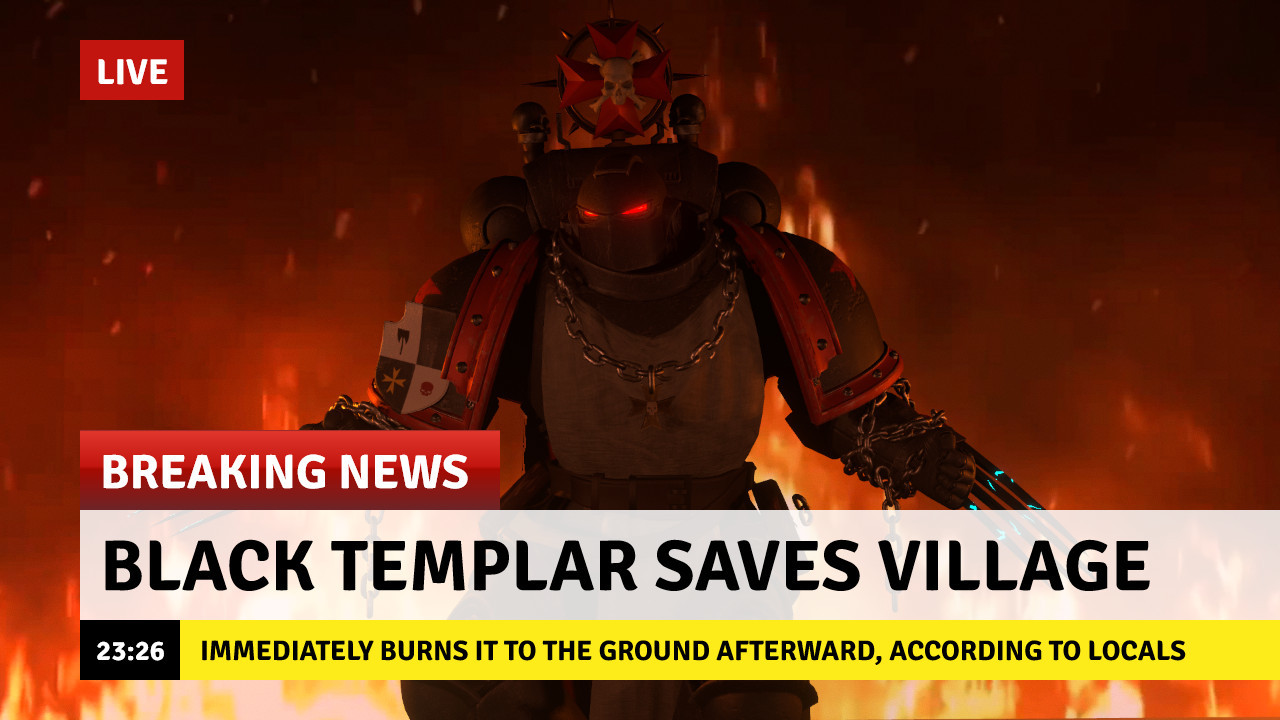 LIVE
BREAKING NEWS
BLACK TEMPLAR SAVES VILLAGE
23:26 IMMEDIATELY BURNS IT TO THE GROUND AFTERWARD, ACCORDING TO LOCALS